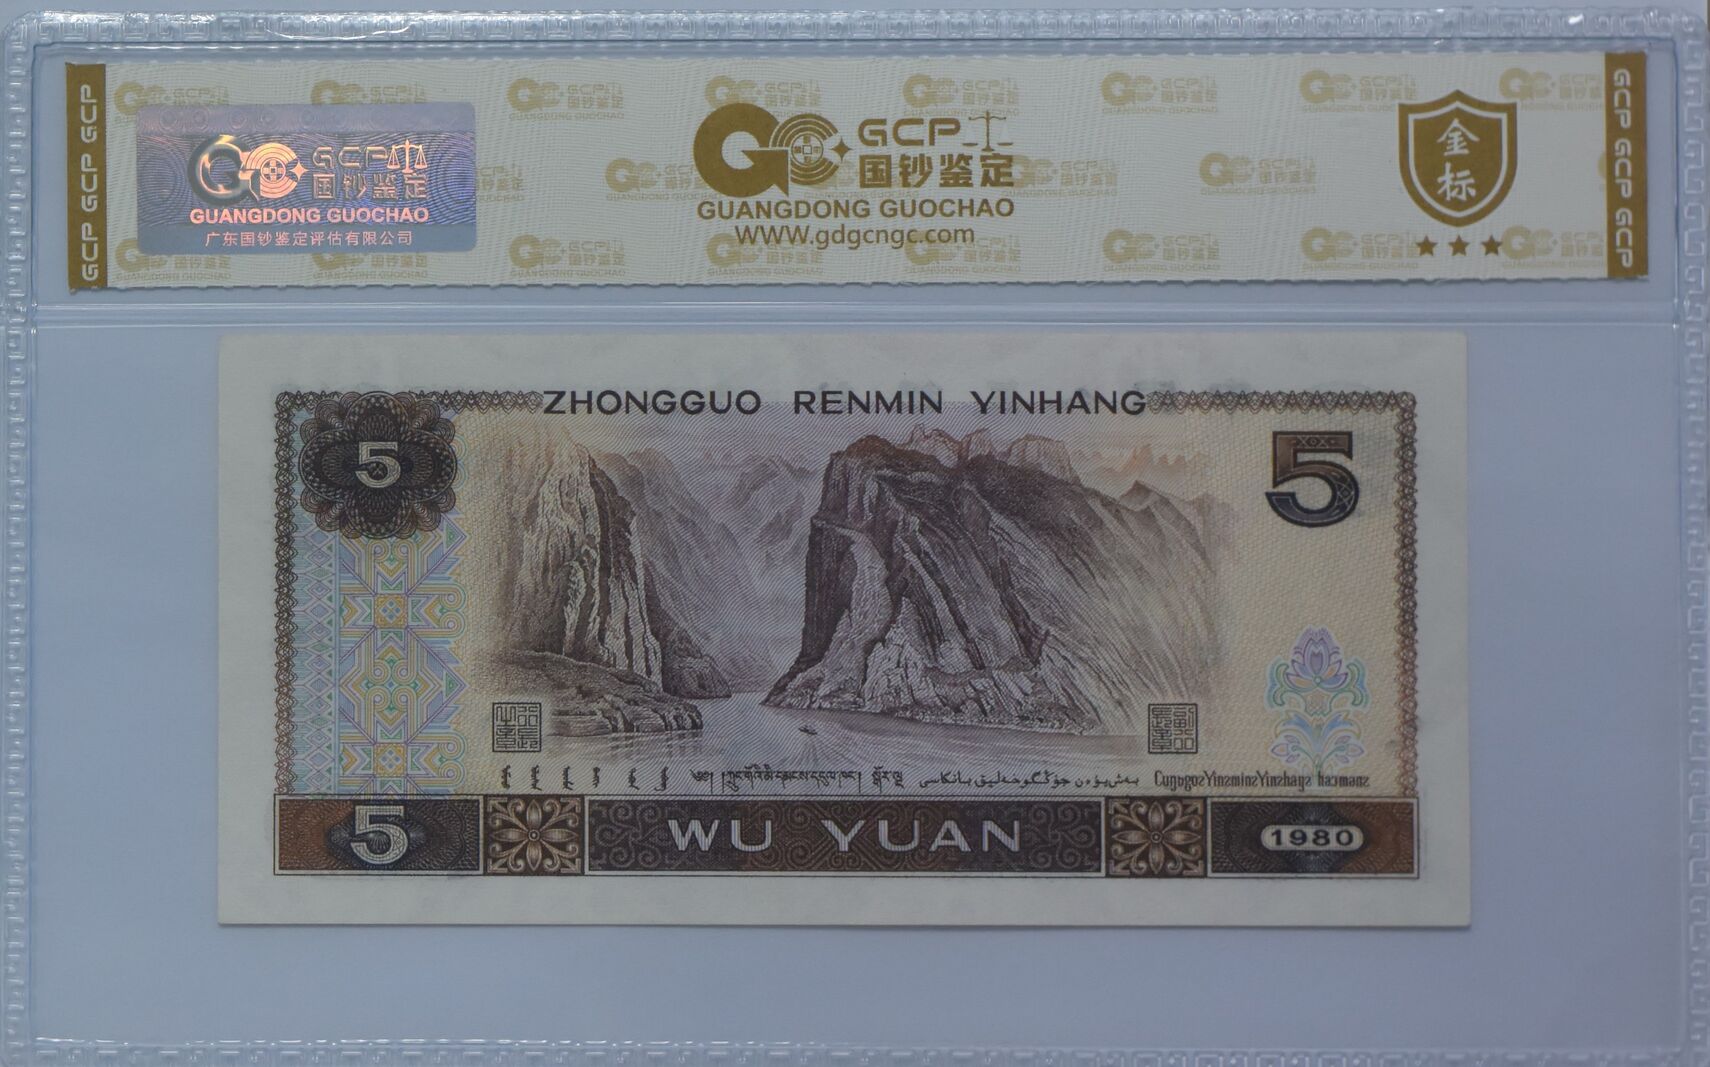 GCP GCP GCP
GCP 国钞鉴定
GUANGDONG GUOCHAO
广东国钞鉴定评估有限公司
GCP
国钞鉴定
GUANGDONG GUOCHAO
www.gdgcngc.com
金标
GCP GCP GCP
ZHONGGUO RENMIN YINHANG
5
5
5
WU YUAN
1980